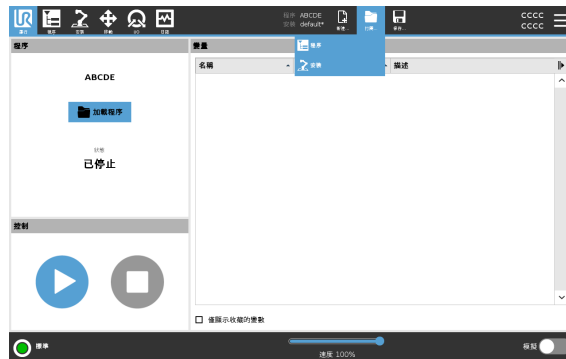 UR
運行 程序 安裝 移動 I/O 日誌
程序 ABCDE
安裝 default*
新建... 打開... 保存...
CCCC
CCCC
程序
安裝
程序
ABCDE
加載程序
狀態
已停止
控制
變量
名稱 描述
僅顯示收藏的變數
標準
速度 100%
模擬